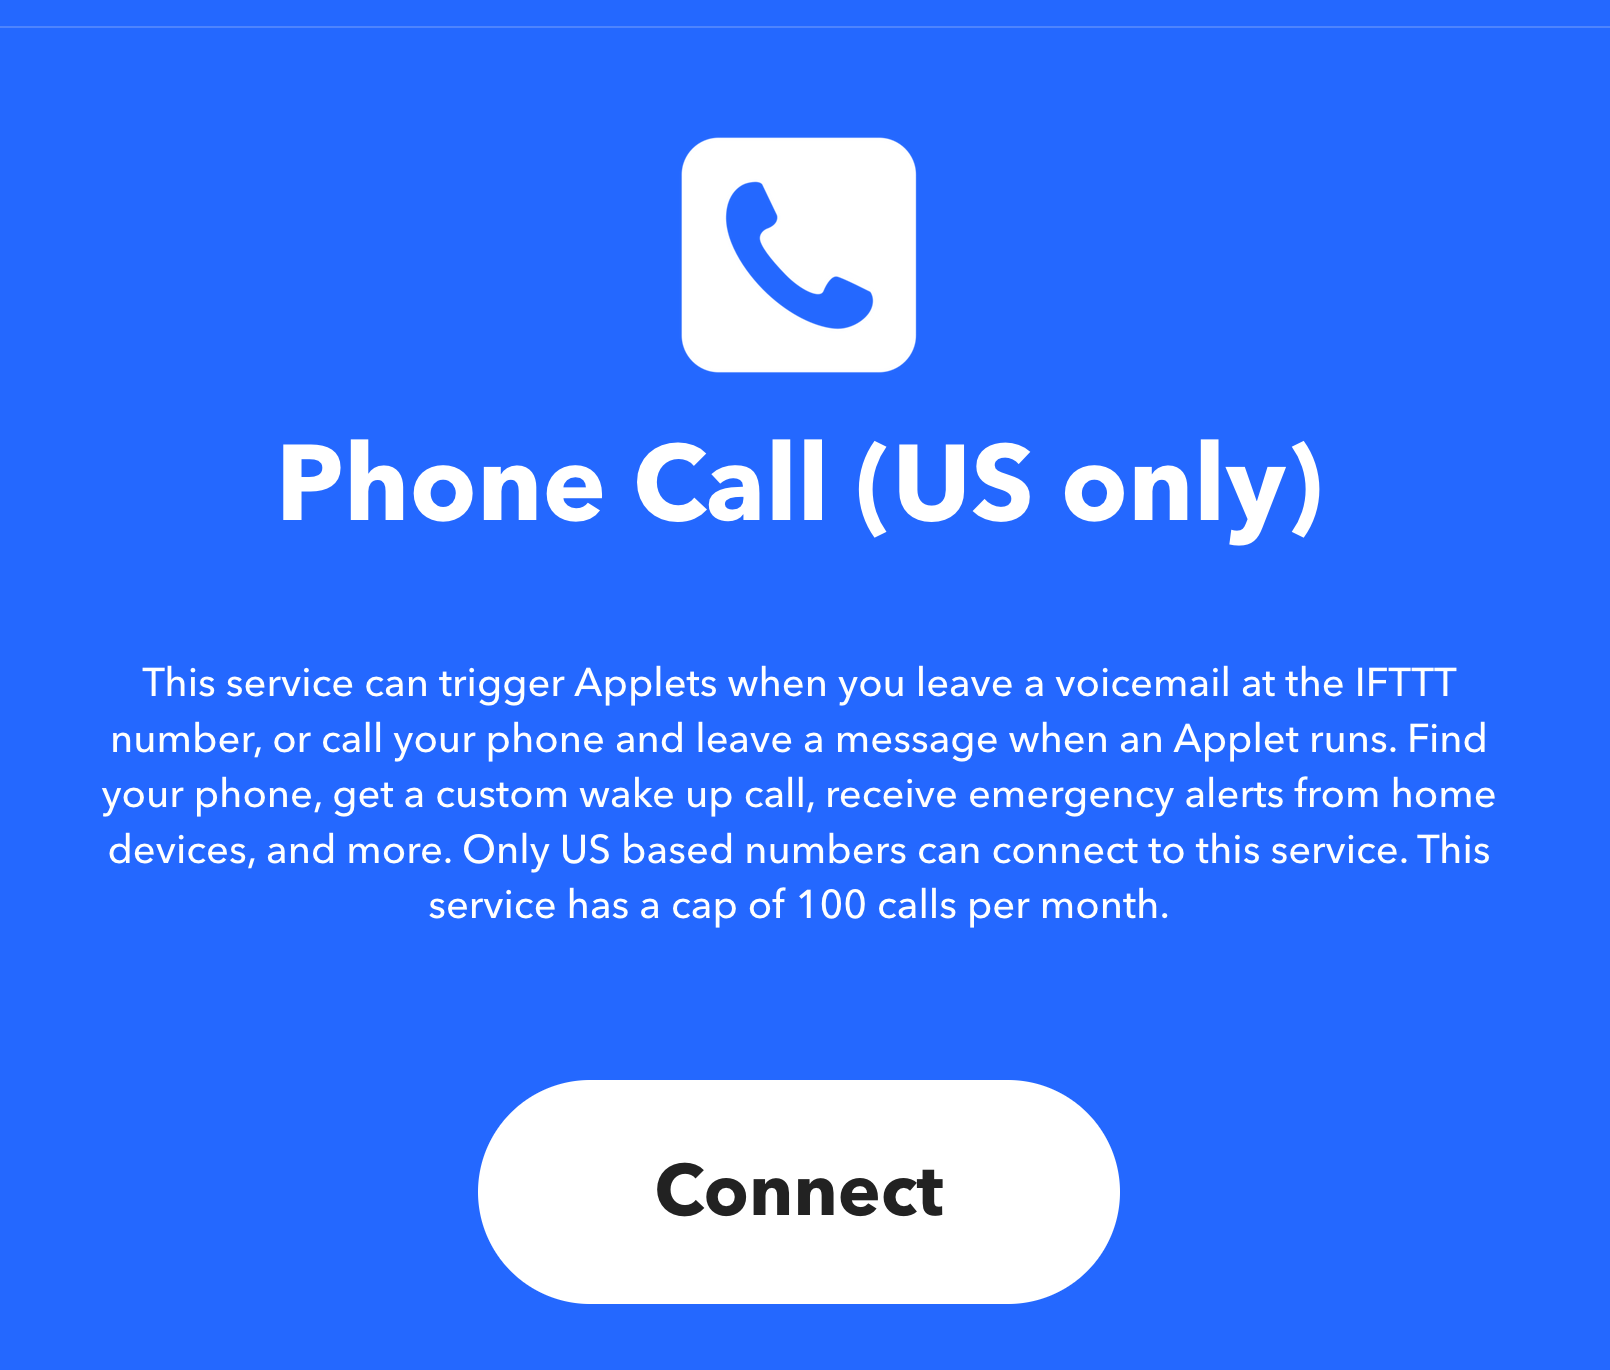 Phone Call (US only)
This service can trigger Applets when you leave a voicemail at the IFTTT
number, or call your phone and leave a message when an Applet runs. Find
your phone, get a custom wake up call, receive emergency alerts from home
devices, and more. Only US based numbers can connect to this service. This
service has a cap of 100 calls per month.
Connect